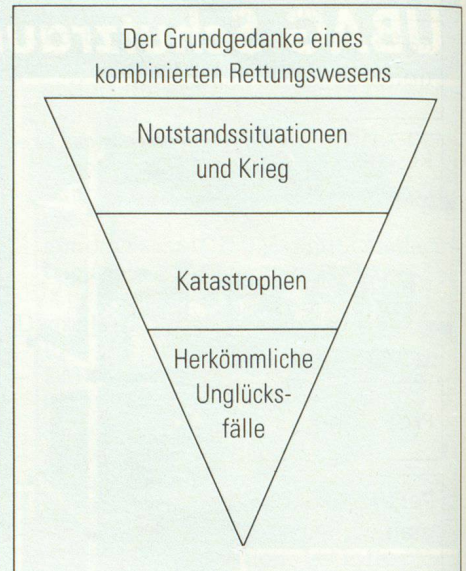 Der Grundgedanke eines
kombinierten Rettungswesens
Notstandssituationen
und Krieg
Katastrophen
Herkömmliche
Unglücks-
fälle